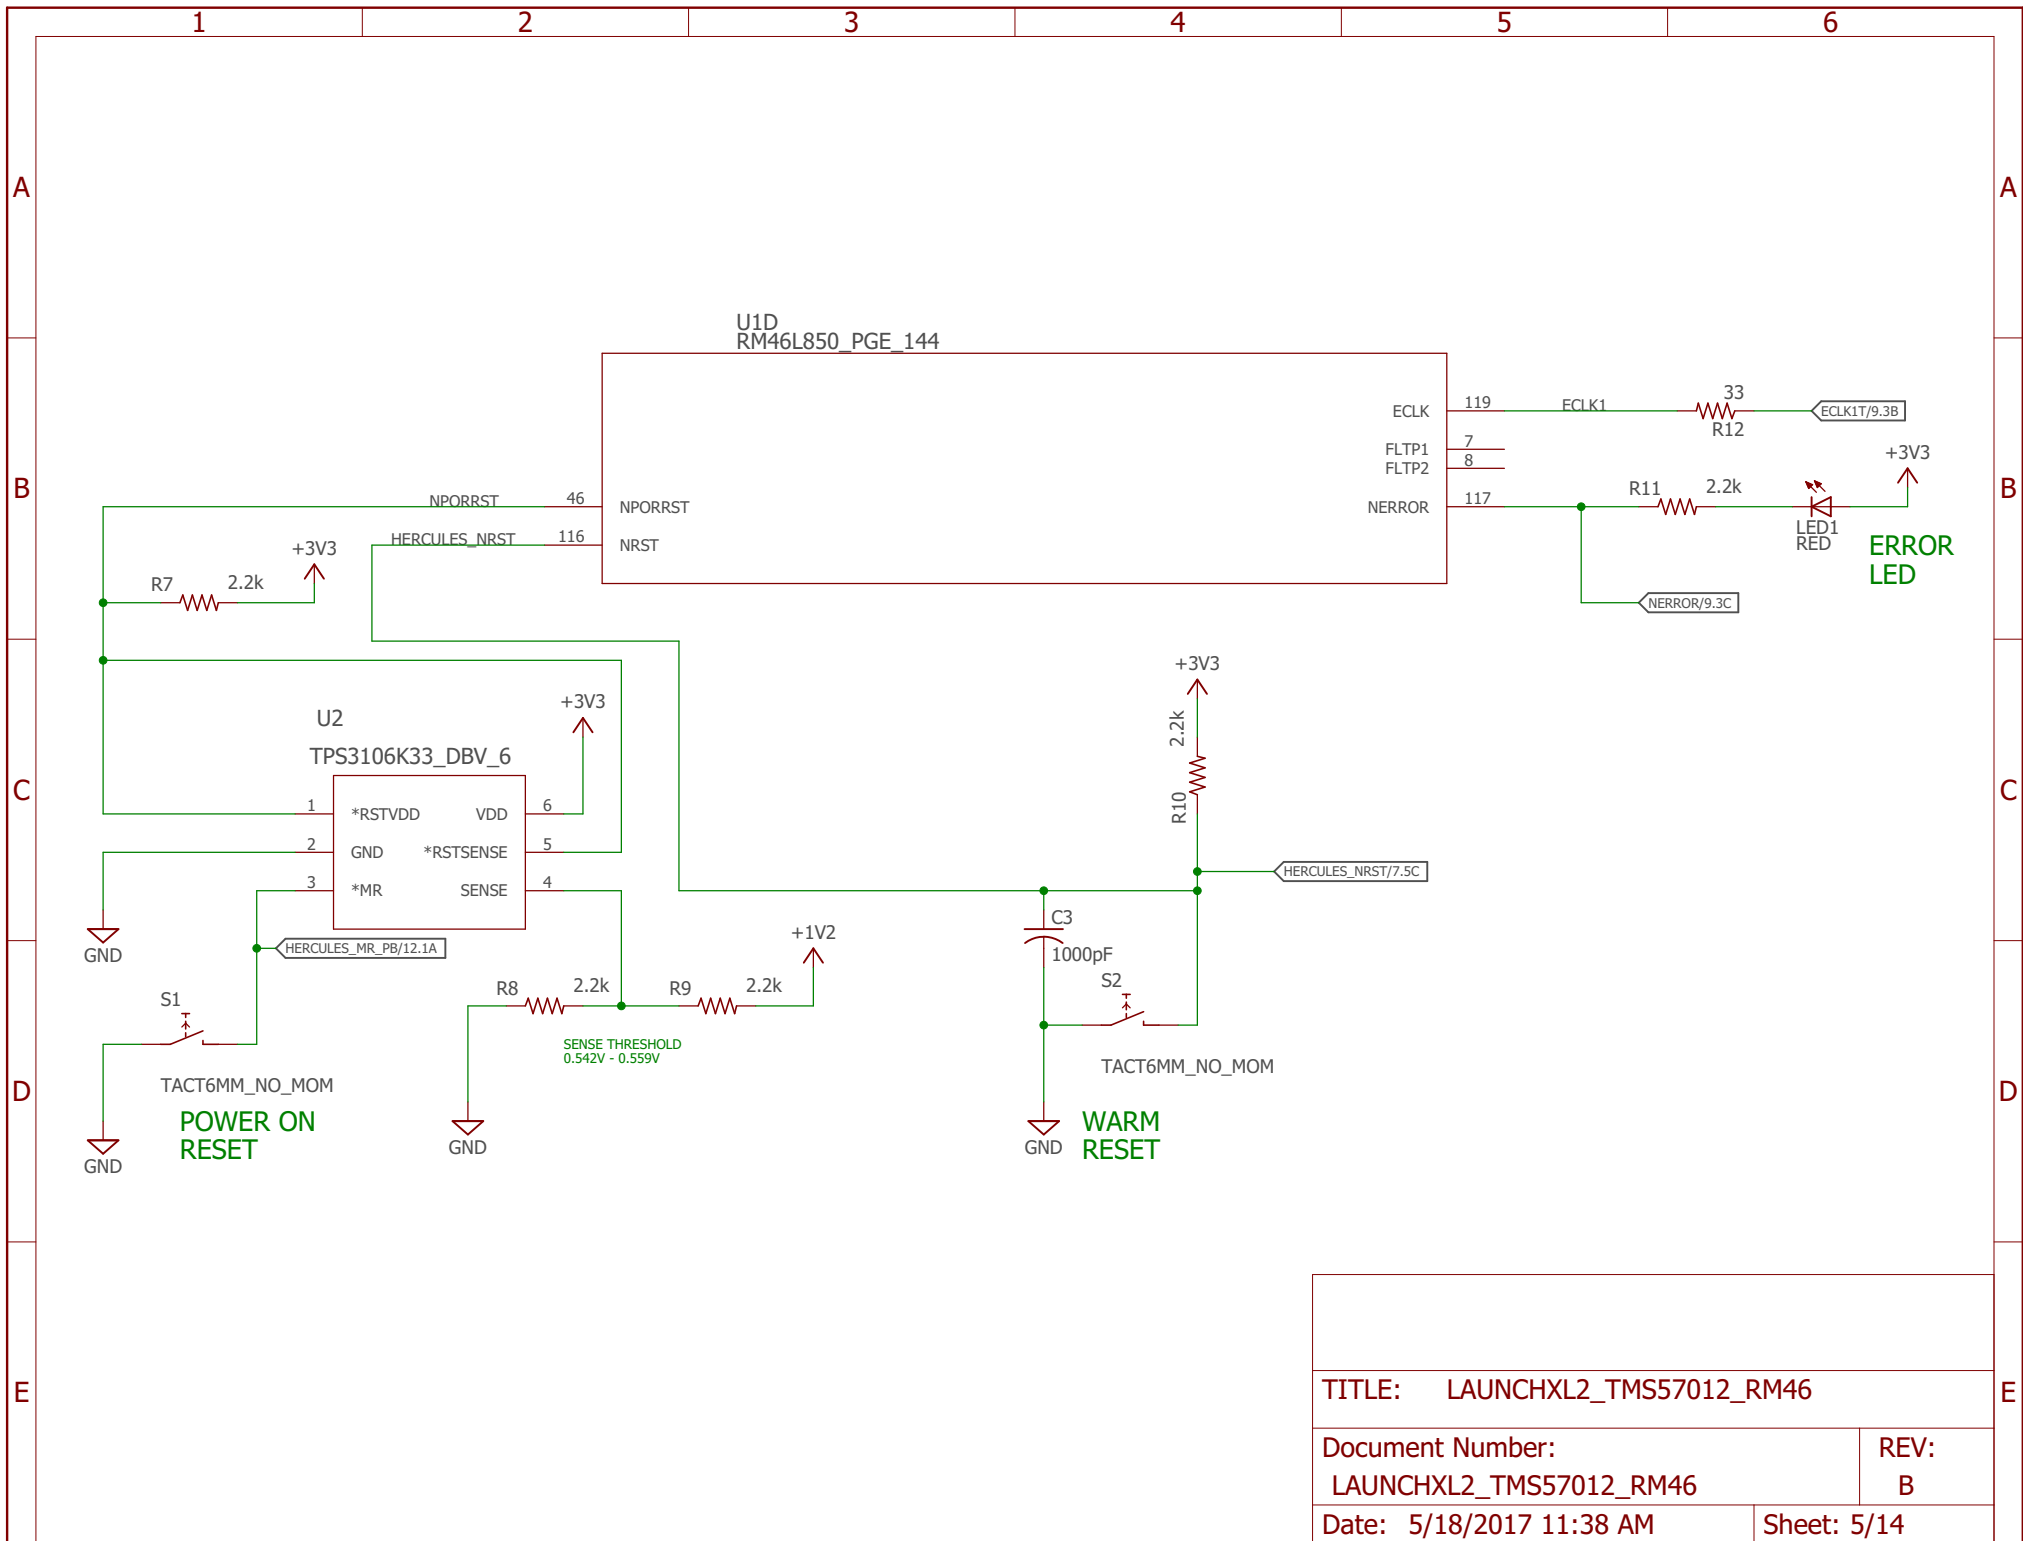 1 2 3 4 5 6
A A
U1D
RM46L850_PGE_144
ECLK 119 ECLK1 33 R12 ECLK1T/9.3B
FLTP1 7
FLTP2 8
+3V3
B B
NPORRST 46 NPORRST
NERROR 117 R11 2.2k LED1 RED
HERCULES_NRST 116 NRST
ERROR
LED
+3V3
R7 2.2k
NERROR/9.3C
+3V3
2.2k
R10
U2
+3V3
TPS3106K33_DBV_6
C C
1 *RSTVDD VDD 6
2 GND *RSTSENSE 5
3 *MR SENSE 4
HERCULES_NRST/7.5C
GND
HERCULES_MR_PB/12.1A
+1V2
C3
1000pF
S1
R8 2.2k R9 2.2k
S2
SENSE THRESHOLD
0.542V - 0.559V
TACT6MM_NO_MOM
TACT6MM_NO_MOM
D D
POWER ON
RESET
GND
GND
GND
WARM
RESET
E E
TITLE: LAUNCHXL2_TMS57012_RM46
Document Number:
LAUNCHXL2_TMS57012_RM46
REV:
B
Date: 5/18/2017 11:38 AM
Sheet: 5/14